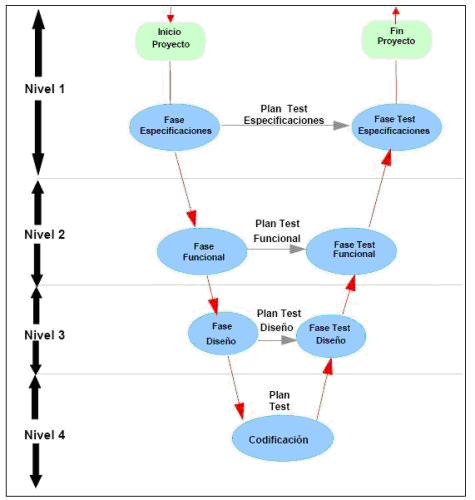 Inicio
Proyecto
Fin
Proyecto
Nivel 1
Fase
Especificaciones
Plan Test
Especificaciones
Fase Test
Especificaciones
Nivel 2
Fase
Funcional
Plan Test
Funcional
Fase Test
Funcional
Nivel 3
Fase
Diseño
Plan Test
Diseño
Fase Test
Diseño
Plan
Test
Nivel 4
Codificación